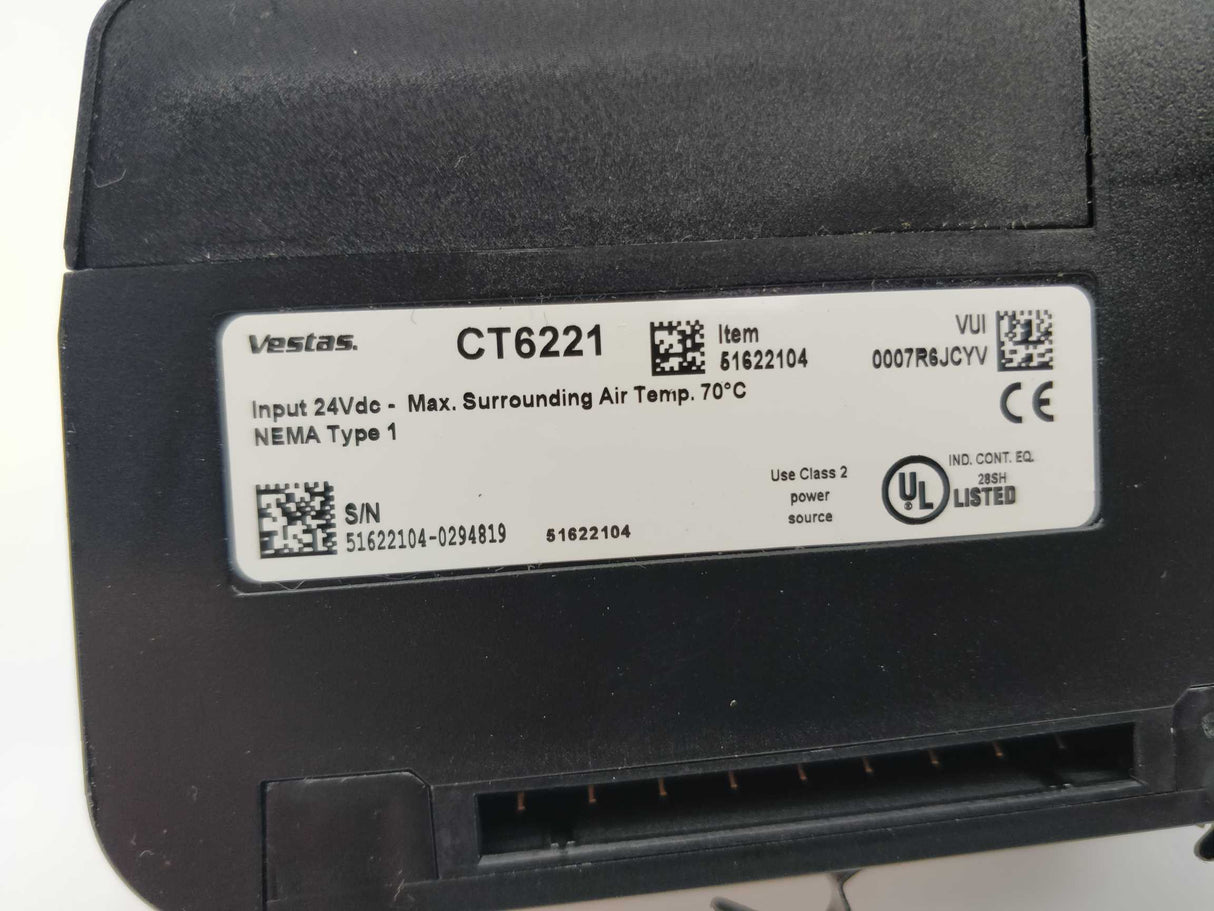 Vestas.
CT6221
Item
51622104
VUI
0007R6JCYV
Input 24Vdc - Max. Surrounding Air Temp. 70°C
NEMA Type 1
CE
S/N
51622104-0294819
51622104
Use Class 2
power
source
UL
IND. CONT. EQ.
28SH
LISTED